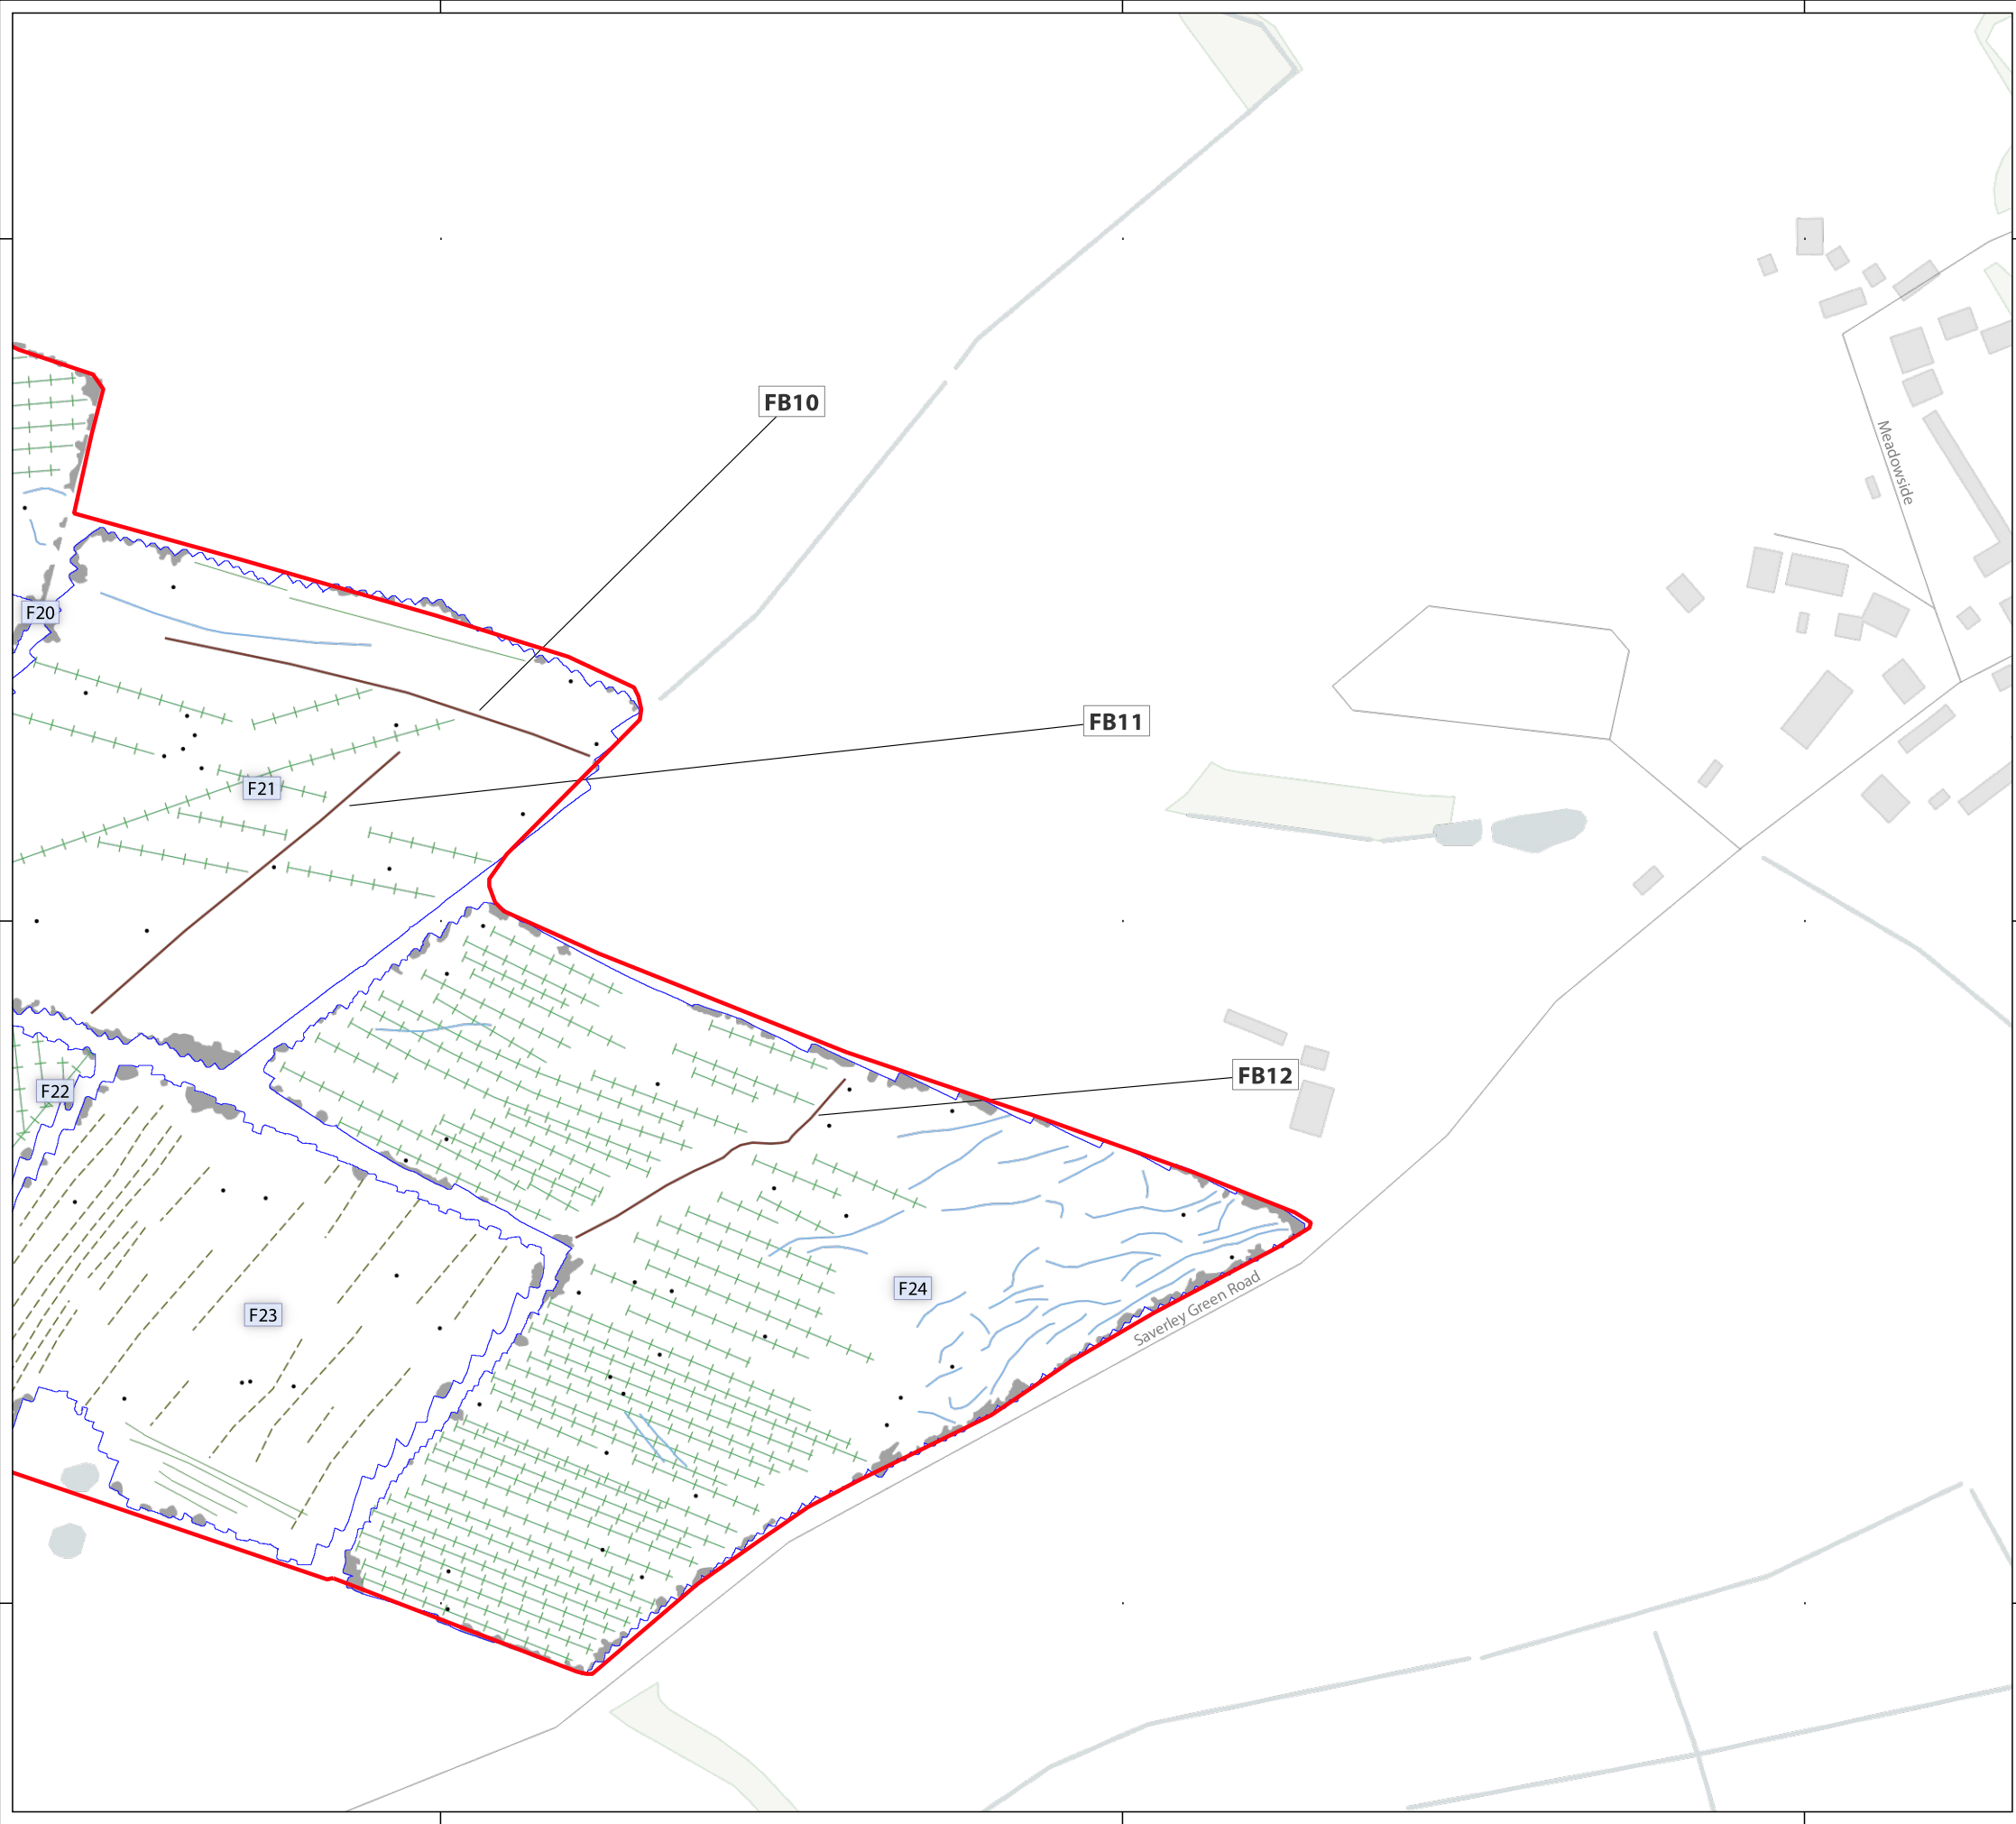 FB10
Meadowside
F20
FB11
F21
FB12
F22
F24
Saverley Green Road
F23